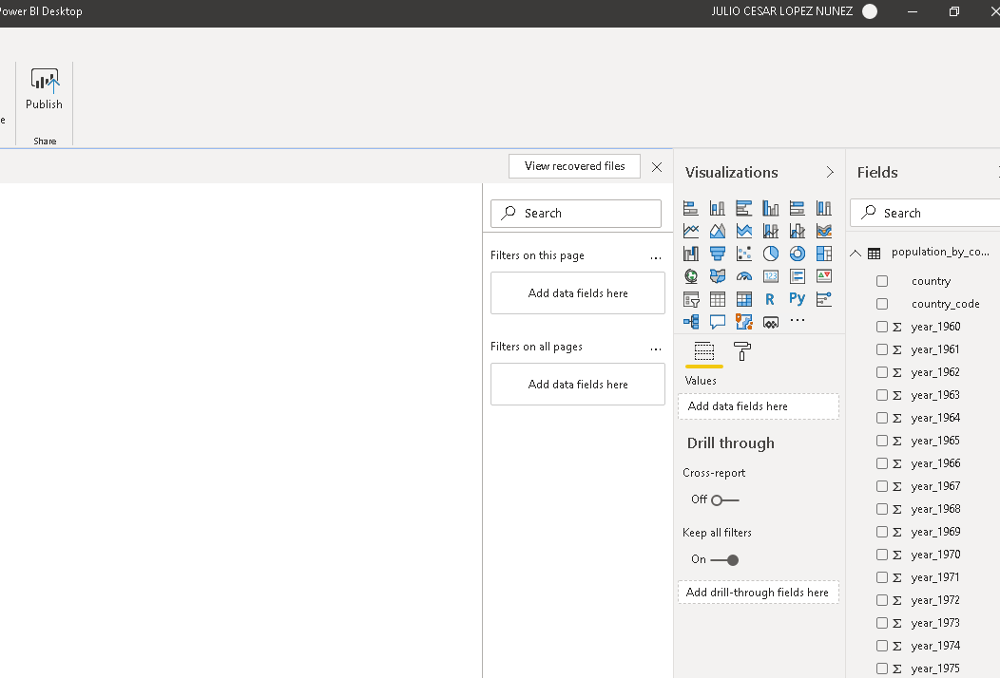 Power BI Desktop
JULIO CESAR LOPEZ NUNEZ
Publish
e
Share
View recovered files
Search
Filters on this page
...
Add data fields here
Filters on all pages
...
Add data fields here
Visualizations
123
R
Py
...
Values
Add data fields here
Drill through
Cross-report
Off
Keep all filters
On
Add drill-through fields here
Fields
Search
population_by_co...
country
country_code
Σ year_1960
Σ year_1961
Σ year_1962
Σ year_1963
Σ year_1964
Σ year_1965
Σ year_1966
Σ year_1967
Σ year_1968
Σ year_1969
Σ year_1970
Σ year_1971
Σ year_1972
Σ year_1973
Σ year_1974
Σ year_1975